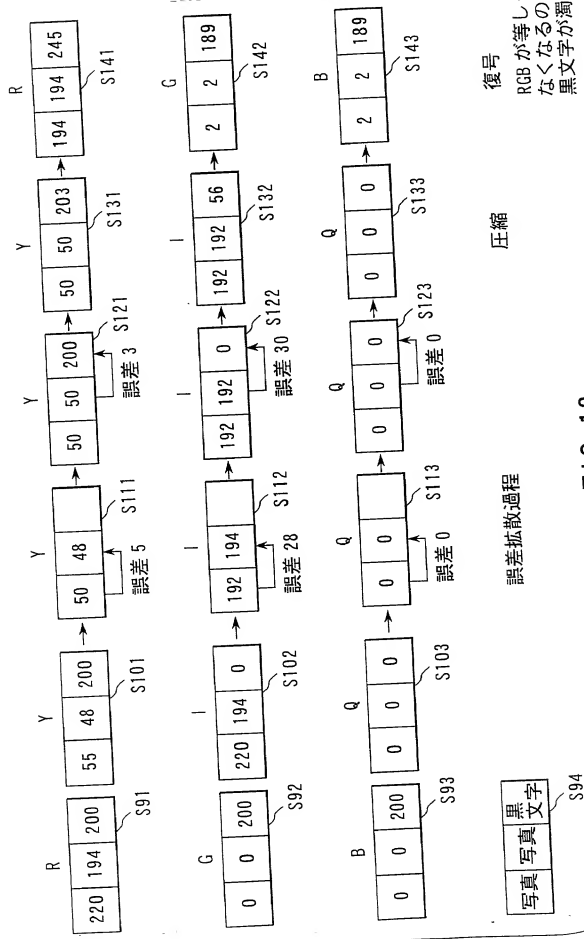 R
220 194 200
S91
Y
55 48 200
S101
Y
50 48
S111
誤差 5
Y
50 50 200
S121
誤差 3
Y
50 50 203
S131
R
194 194 245
S141
G
0 0 200
S92
I
220 194 0
S102
I
192 194
S112
誤差 28
I
192 192 0
S122
誤差 30
I
192 192 56
S132
G
2 2 189
S142
B
0 0 200
S93
Q
0 0 0
S103
Q
0 0
S113
誤差 0
Q
0 0 0
S123
誤差 0
Q
0 0 0
S133
B
2 2 189
S143
写真 写真 黒文字
S94
誤差拡散過程
圧縮
復号
RGB が等し
なくなるの
黒文字が濁